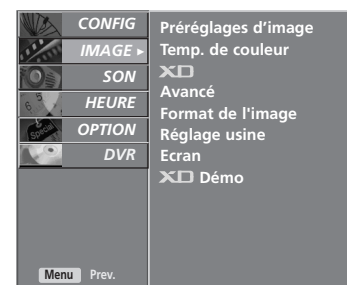 CONFIG
IMAGE ►
SON
HEURE
OPTION
DVR
Préréglages d'image
Temp. de couleur
XD
Avancé
Format de l'image
Réglage usine
Ecran
XD Démo
Menu Prev.